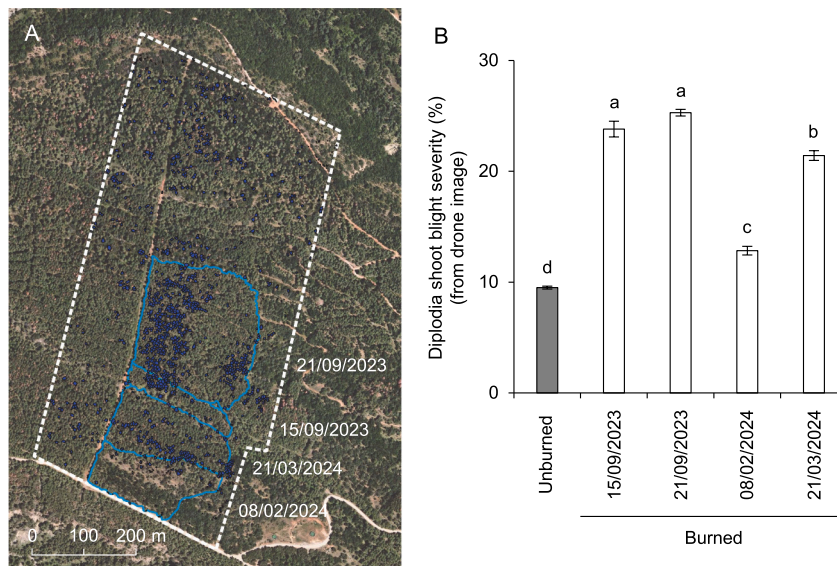 A
21/09/2023
15/09/2023
21/03/2024
08/02/2024
0 100 200 m
B
Diplodia shoot blight severity (%)
(from drone image)
30
20
10
0
d
a
a
c
b
Unburned
15/09/2023
21/09/2023
08/02/2024
21/03/2024
Burned